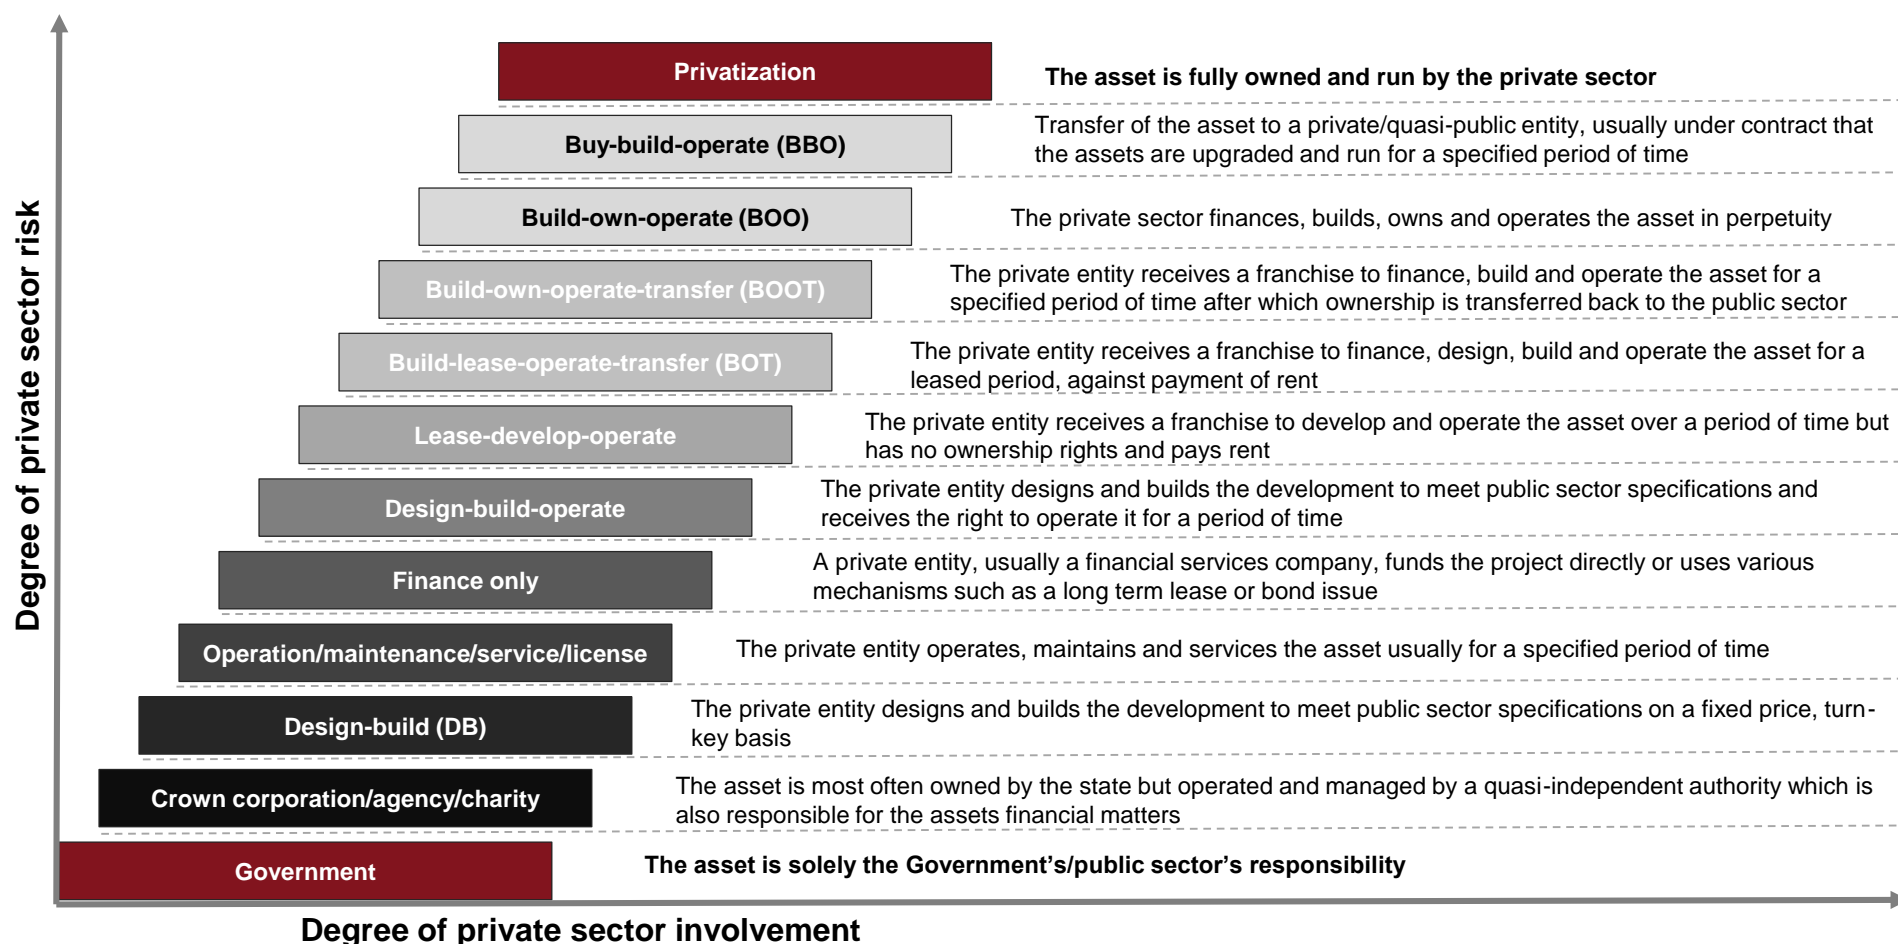 Degree of private sector risk
Privatization
The asset is fully owned and run by the private sector
Buy-build-operate (BBO)
Transfer of the asset to a private/quasi-public entity, usually under contract that
the assets are upgraded and run for a specified period of time
Build-own-operate (BOO)
The private sector finances, builds, owns and operates the asset in perpetuity
Build-own-operate-transfer (BOOT)
The private entity receives a franchise to finance, build and operate the asset for a
specified period of time after which ownership is transferred back to the public sector
Build-lease-operate-transfer (BOT)
The private entity receives a franchise to finance, design, build and operate the asset for a
leased period, against payment of rent
Lease-develop-operate
The private entity receives a franchise to develop and operate the asset over a period of time but
has no ownership rights and pays rent
Design-build-operate
The private entity designs and builds the development to meet public sector specifications and
receives the right to operate it for a period of time
Finance only
A private entity, usually a financial services company, funds the project directly or uses various
mechanisms such as a long term lease or bond issue
Operation/maintenance/service/license
The private entity operates, maintains and services the asset usually for a specified period of time
Design-build (DB)
The private entity designs and builds the development to meet public sector specifications on a fixed price, turn-
key basis
Crown corporation/agency/charity
The asset is most often owned by the state but operated and managed by a quasi-independent authority which is
also responsible for the assets financial matters
Government
The asset is solely the Government’s/public sector’s responsibility
Degree of private sector involvement